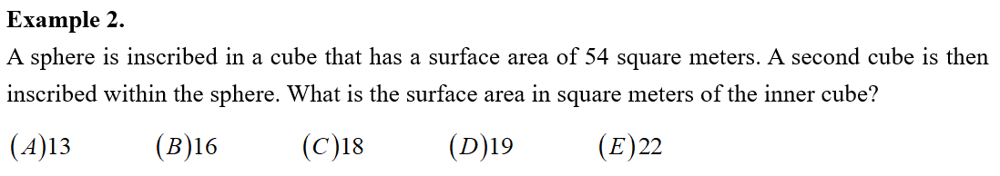 Example 2.
A sphere is inscribed in a cube that has a surface area of 54 square meters. A second cube is then
inscribed within the sphere. What is the surface area in square meters of the inner cube?
(A)13 (B)16 (C)18 (D)19 (E)22